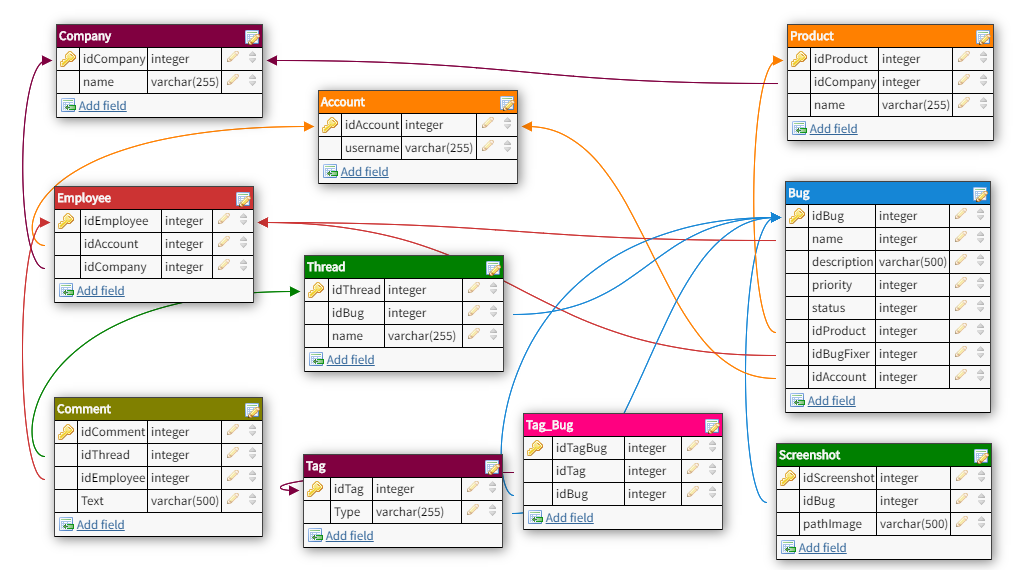 Company
idCompany integer
name varchar(255)
Add field
Product
idProduct integer
idCompany integer
name varchar(255)
Add field
Account
idAccount integer
username varchar(255)
Add field
Employee
idEmployee integer
idAccount integer
idCompany integer
Add field
Bug
idBug integer
name integer
description varchar(500)
priority integer
status integer
idProduct integer
idBugFixer integer
idAccount integer
Add field
Thread
idThread integer
idBug integer
name varchar(255)
Add field
Comment
idComment integer
idThread integer
idEmployee integer
Text varchar(500)
Add field
Tag
idTag integer
Type varchar(255)
Add field
Tag_Bug
idTagBug integer
idTag integer
idBug integer
Add field
Screenshot
idScreenshot integer
idBug integer
pathImage varchar(500)
Add field